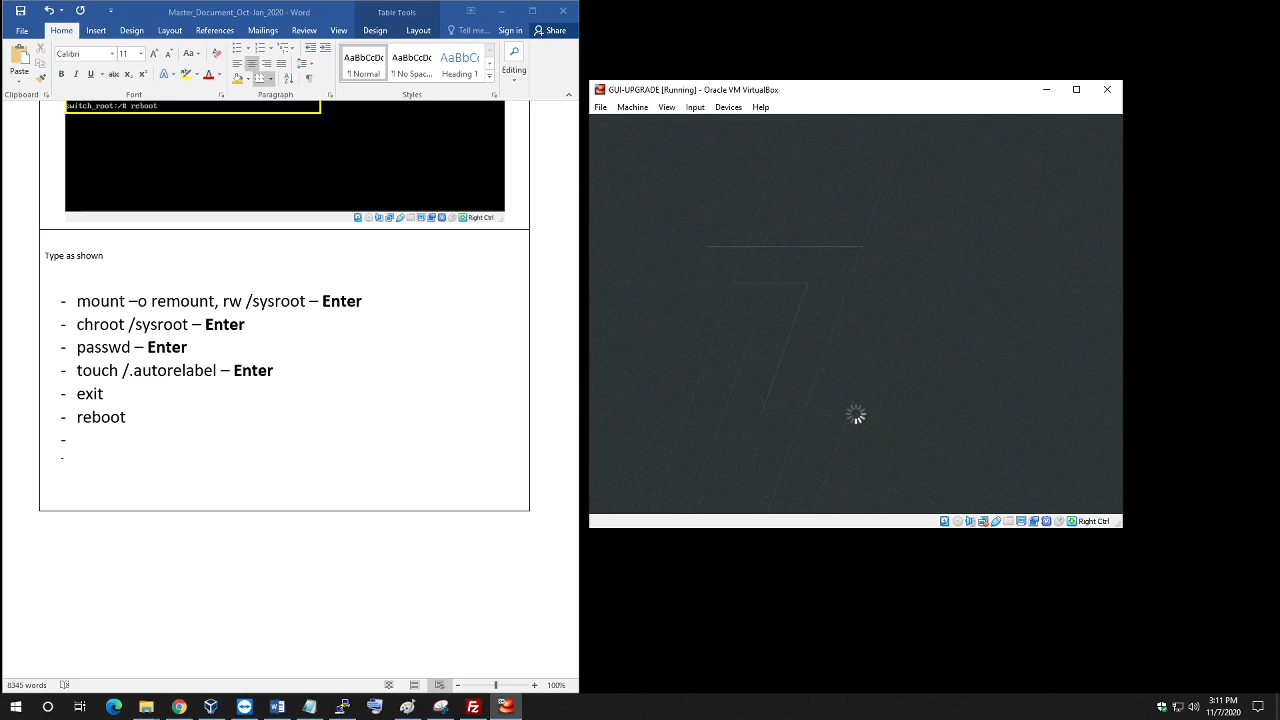 Master_Document_Oct-Jan_2020 - Word
Table Tools
File
Home
Insert
Design
Layout
References
Mailings
Review
View
Design
Layout
Tell me...
Sign in
Share
Paste
Calibri
11
AaBbCcDc
AaBbCcDc
AaBbCc
¶ Normal
¶ No Spac...
Heading 1
Editing
Clipboard
Font
Paragraph
Styles
switch_root:/# reboot
Right Ctrl
Type as shown
- mount –o remount, rw /sysroot – Enter
- chroot /sysroot – Enter
- passwd – Enter
- touch /.autorelabel – Enter
- exit
- reboot
-
-
8345 words
100%
GUI-UPGRADE [Running] - Oracle VM VirtualBox
File
Machine
View
Input
Devices
Help
Right Ctrl
3:11 PM
11/7/2020